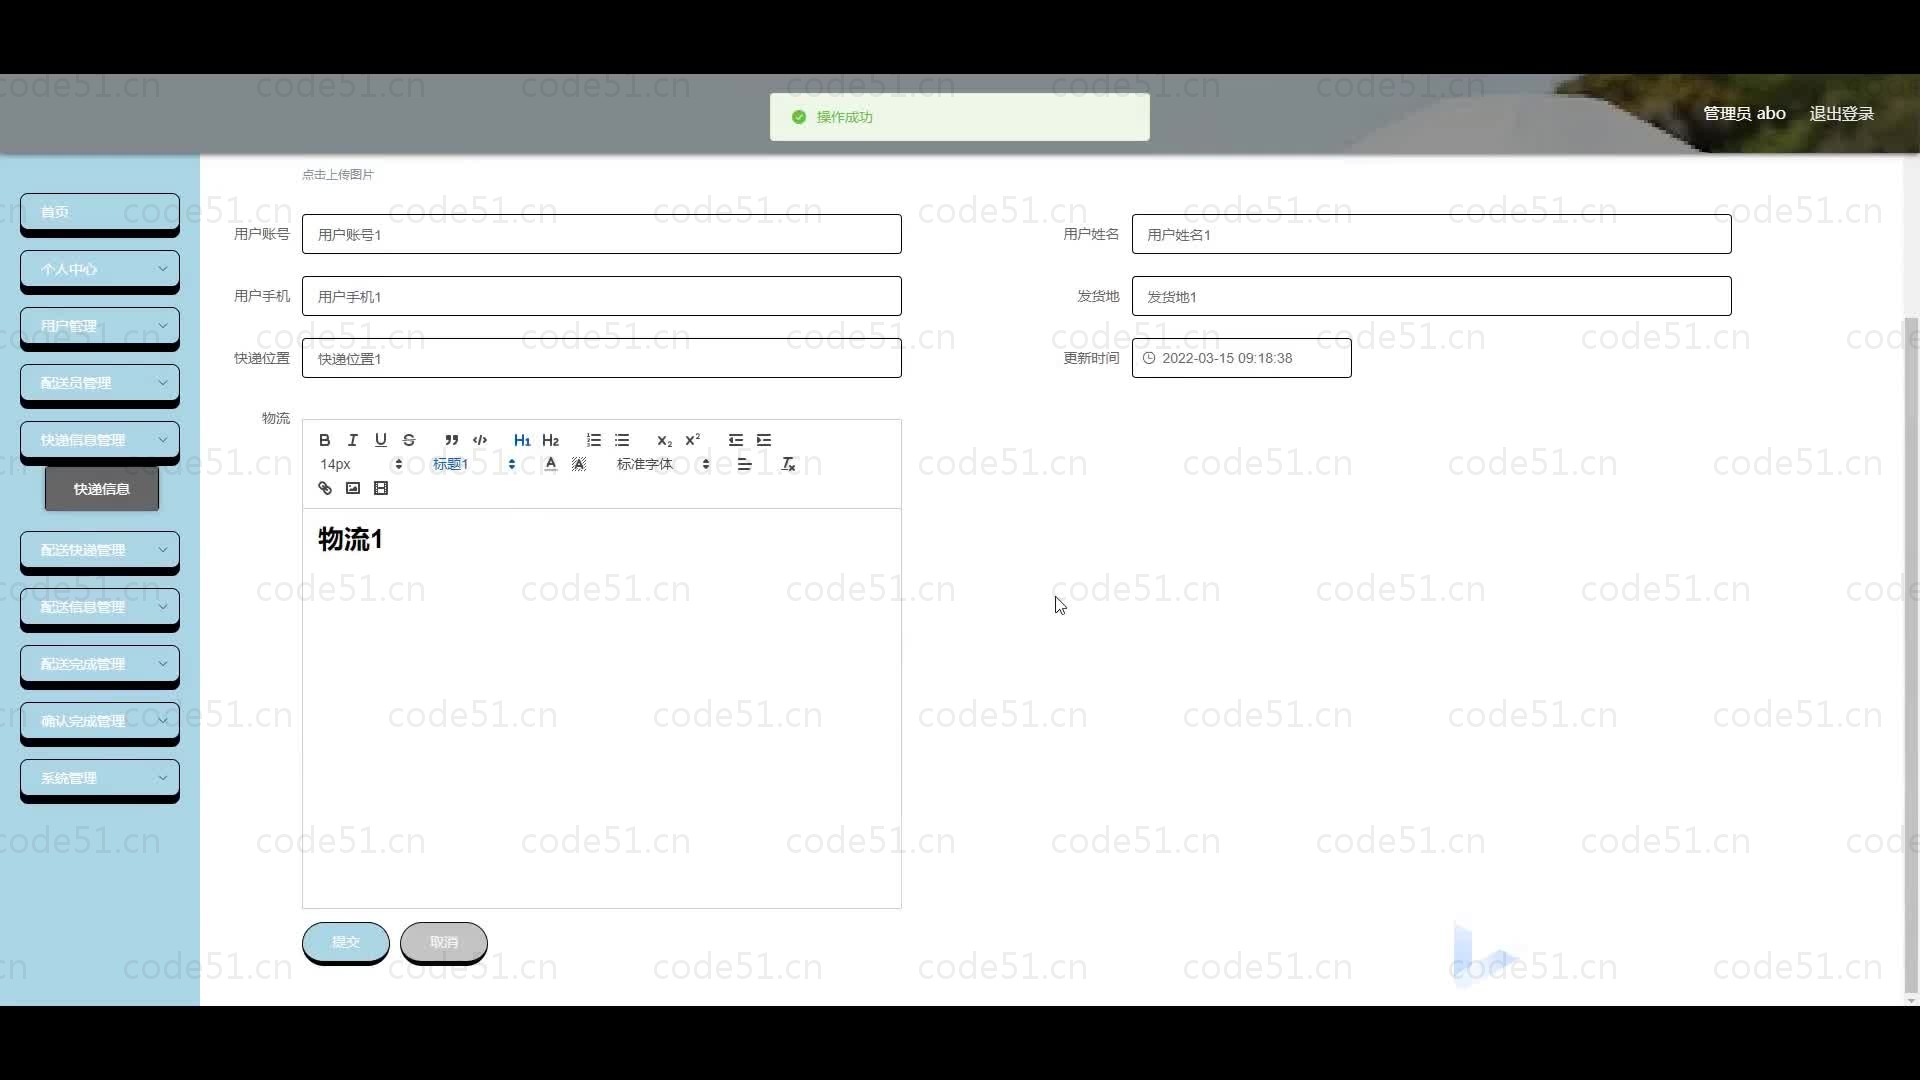 操作成功
管理员 abo 退出登录
点击上传图片
首页
个人中心
用户管理
配送员管理
快递信息管理
快递信息
配送快递管理
配送信息管理
配送完成管理
确认完成管理
系统管理
用户账号 用户账号1 用户姓名 用户姓名1
用户手机 用户手机1 发货地 发货地1
快递位置 快递位置1 更新时间 2022-03-15 09:18:38
物流
B I U S H1 H2 X2 X2
14px 标题1 A A 标准字体
物流1
提交 取消
code51.cn